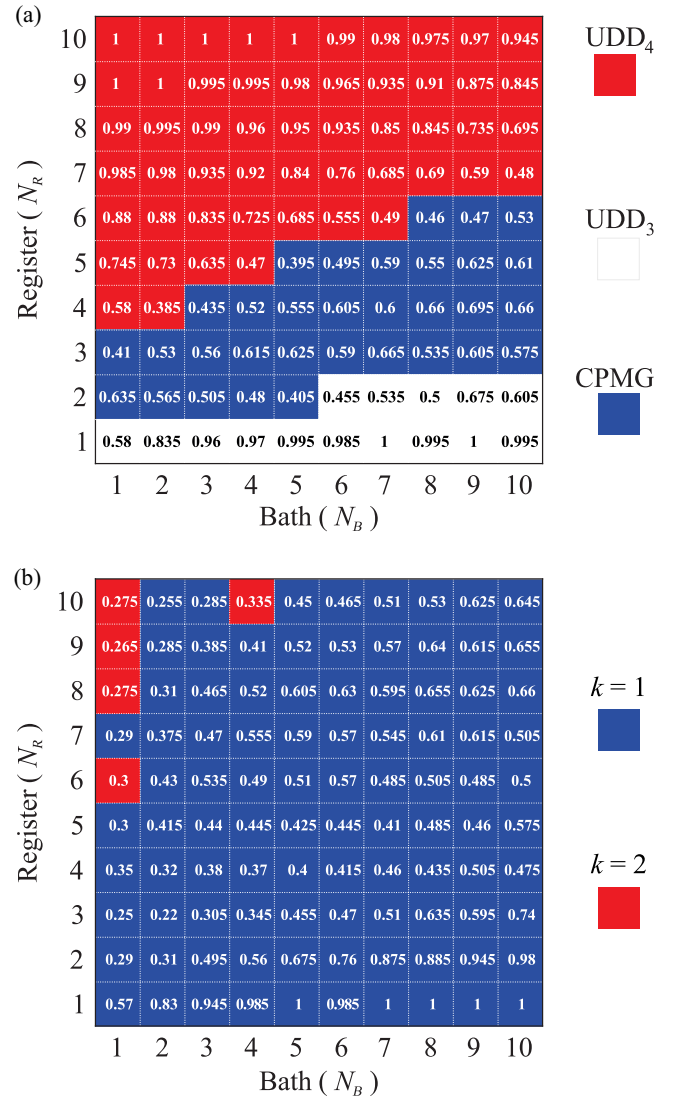 (a)
10 1 1 1 1 1 0.99 0.98 0.975 0.97 0.945
9 1 1 0.995 0.995 0.98 0.965 0.935 0.91 0.875 0.845
8 0.99 0.995 0.99 0.96 0.95 0.935 0.85 0.845 0.735 0.695
7 0.985 0.98 0.935 0.92 0.84 0.76 0.685 0.69 0.59 0.48
6 0.88 0.88 0.835 0.725 0.685 0.555 0.49 0.46 0.47 0.53
5 0.745 0.73 0.635 0.47 0.395 0.495 0.59 0.55 0.625 0.61
4 0.58 0.385 0.435 0.52 0.555 0.605 0.6 0.66 0.695 0.66
3 0.41 0.53 0.56 0.615 0.625 0.59 0.665 0.535 0.605 0.575
2 0.635 0.565 0.505 0.48 0.405 0.455 0.535 0.5 0.675 0.605
1 0.58 0.835 0.96 0.97 0.995 0.985 1 0.995 1 0.995
1 2 3 4 5 6 7 8 9 10
Bath ( N_B )
Register ( N_R )
UDD₄
UDD₃
CPMG
(b)
10 0.275 0.255 0.285 0.335 0.45 0.465 0.51 0.53 0.625 0.645
9 0.265 0.285 0.385 0.41 0.52 0.53 0.57 0.64 0.615 0.655
8 0.275 0.31 0.465 0.52 0.605 0.63 0.595 0.655 0.625 0.66
7 0.29 0.375 0.47 0.555 0.59 0.57 0.545 0.61 0.615 0.505
6 0.3 0.43 0.535 0.49 0.51 0.57 0.485 0.505 0.485 0.5
5 0.3 0.415 0.44 0.445 0.425 0.445 0.41 0.485 0.46 0.575
4 0.35 0.32 0.38 0.37 0.4 0.415 0.46 0.435 0.505 0.475
3 0.25 0.22 0.305 0.345 0.455 0.47 0.51 0.635 0.595 0.74
2 0.29 0.31 0.495 0.56 0.675 0.76 0.875 0.885 0.945 0.98
1 0.57 0.83 0.945 0.985 1 0.985 1 1 1 1
1 2 3 4 5 6 7 8 9 10
Bath ( N_B )
Register ( N_R )
k = 1
k = 2